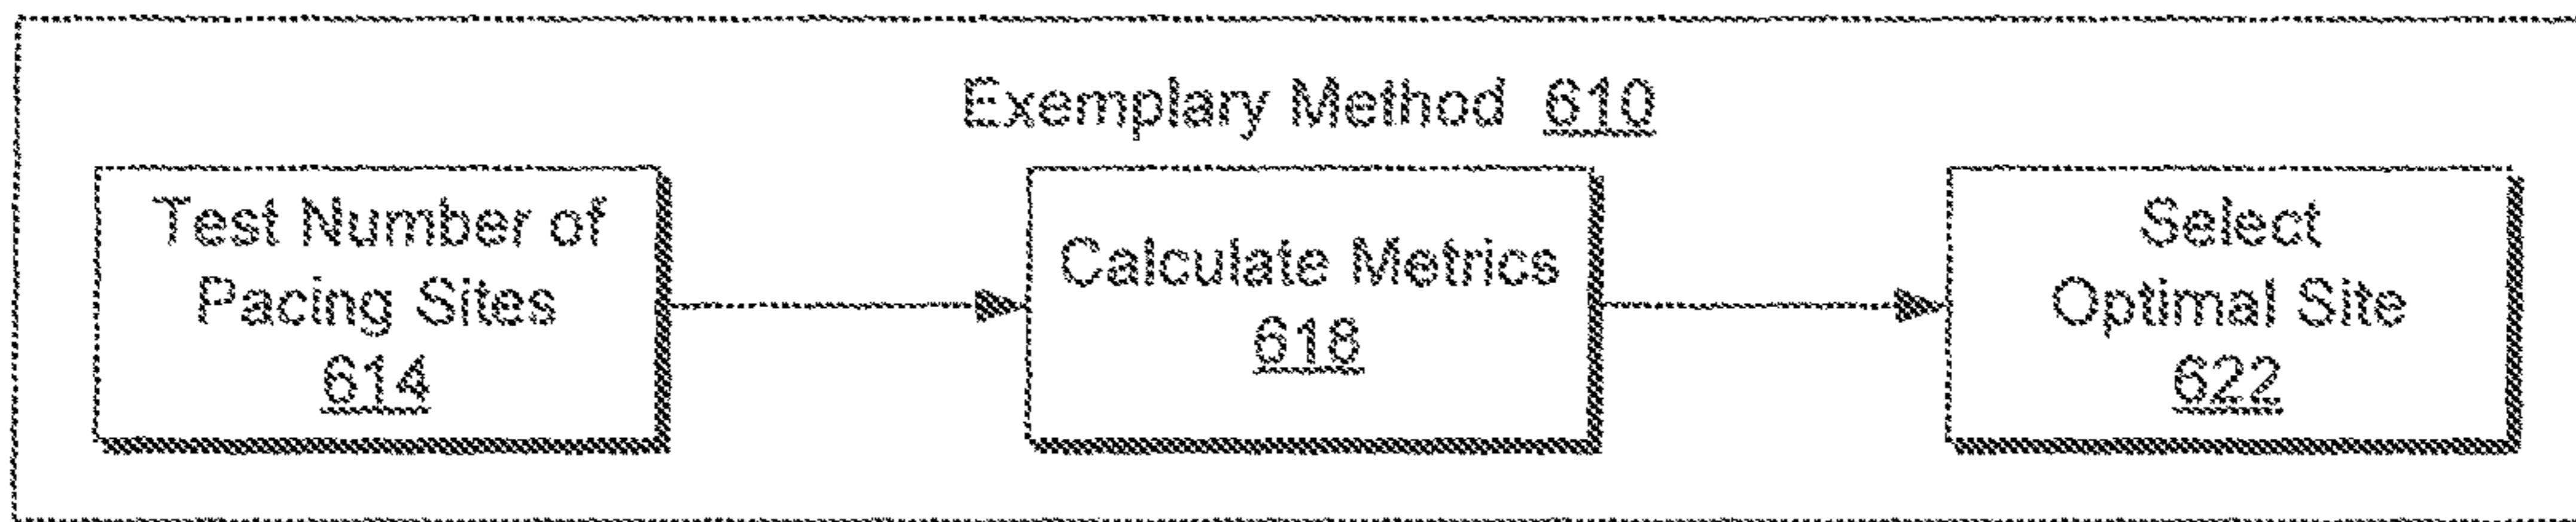 Exemplary Method 610
Test Number of
Pacing Sites
614
Calculate Metrics
618
Select
Optimal Site
622